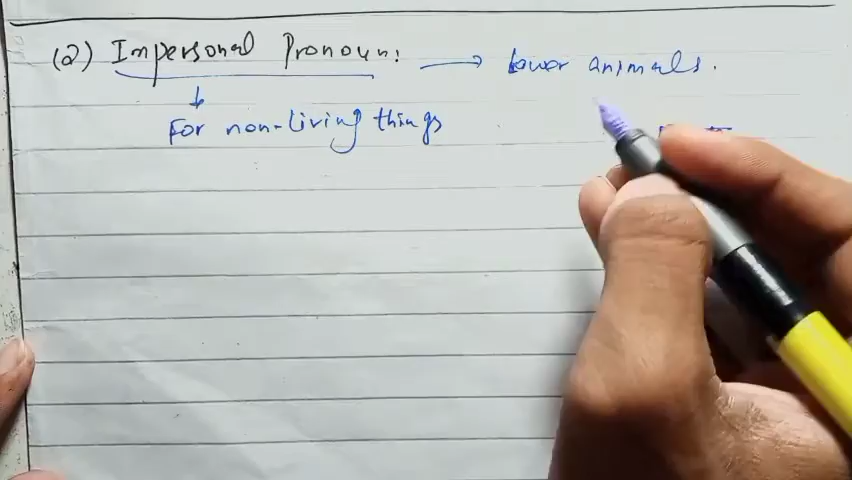 (2) Impersonal Pronoun: → Lower animals.
↓
For non-living things